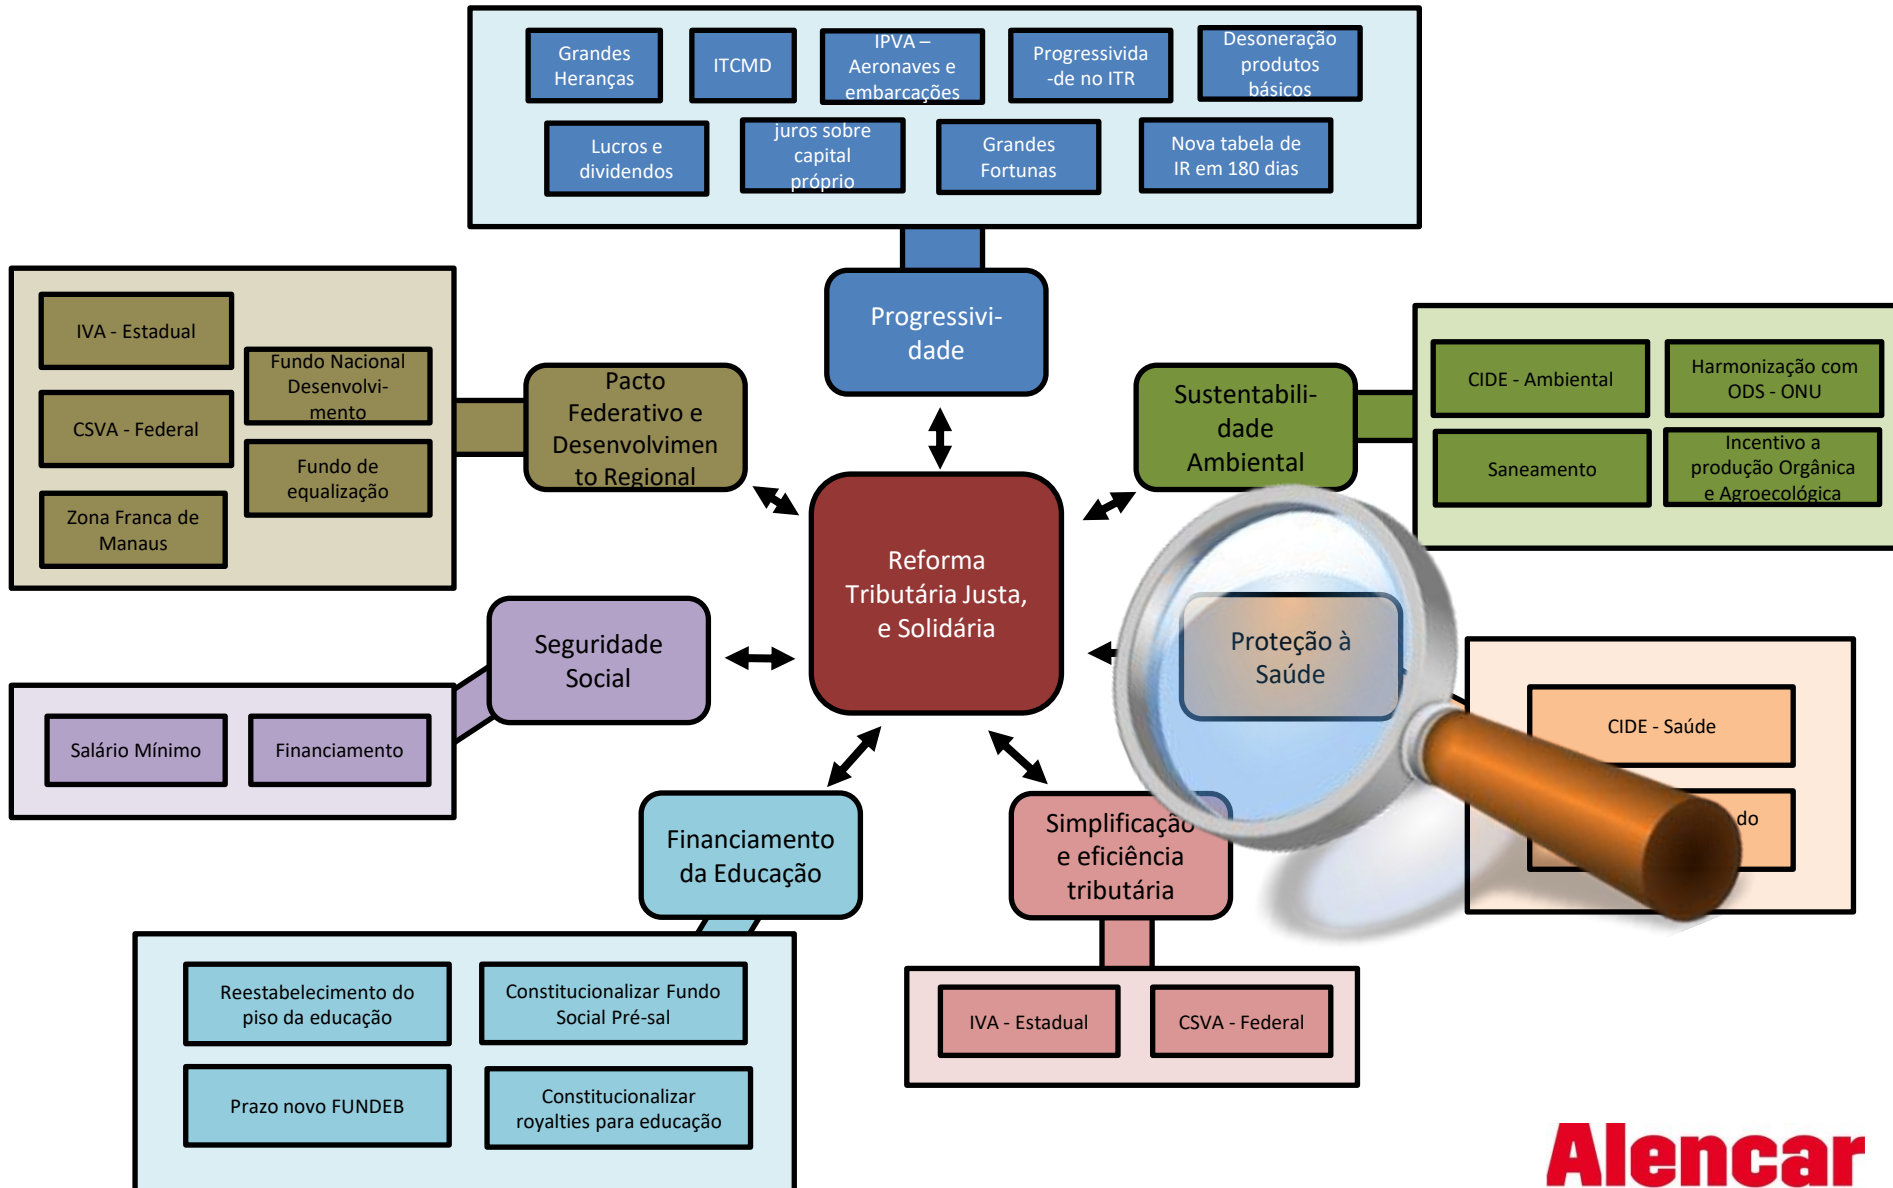 Grandes
Heranças
ITCMD
IPVA –
Aeronaves e
embarcações
Progressivida
-de no ITR
Desoneração
produtos
básicos
Lucros e
dividendos
juros sobre
capital
próprio
Grandes
Fortunas
Nova tabela de
IR em 180 dias
Progressivi-
dade
IVA - Estadual
CSVA - Federal
Zona Franca de
Manaus
Fundo Nacional
Desenvolvi-
mento
Fundo de
equalização
Pacto
Federativo e
Desenvolvimen
to Regional
Sustentabili-
dade
Ambiental
CIDE - Ambiental
Harmonização com
ODS - ONU
Saneamento
Incentivo a
produção Orgânica
e Agroecológica
Reforma
Tributária Justa,
e Solidária
Seguridade
Social
Salário Mínimo
Financiamento
Proteção à
Saúde
CIDE - Saúde
do
Financiamento
da Educação
Reestabelecimento do
piso da educação
Constitucionalizar Fundo
Social Pré-sal
Prazo novo FUNDEB
Constitucionalizar
royalties para educação
Simplificação
e eficiência
tributária
IVA - Estadual
CSVA - Federal
Alencar